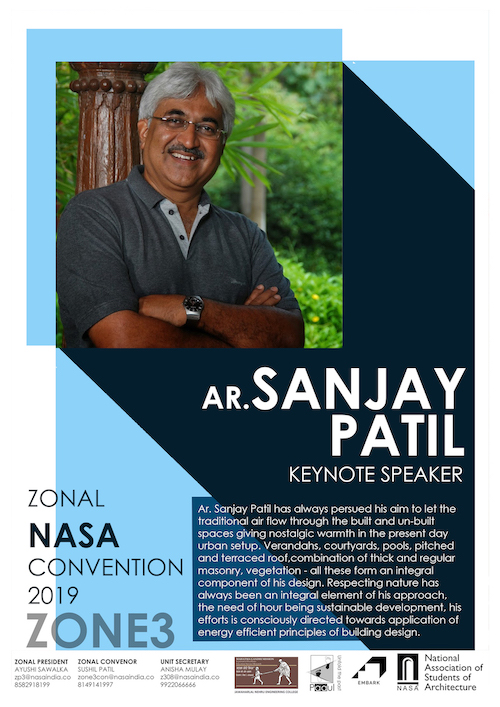 AR. SANJAY
PATIL
KEYNOTE SPEAKER
Ar. Sanjay Patil has always persued his aim to let the
traditional air flow through the built and un-built
spaces giving nostalgic warmth in the present day
urban setup. Verandahs, courtyards, pools, pitched
and terraced roof,combination of thick and regular
masonry, vegetation - all these form an integral
component of his design. Respecting nature has
always been an integral element of his approach,
the need of hour being sustainable development, his
efforts is consciously directed towards application of
energy efficient principles of building design.
ZONAL
NASA
CONVENTION
2019
ZONE3
ZONAL PRESIDENT
AYUSHI SAWALKA
zp3@nasaindia.co
8582918199
ZONAL CONVENOR
SUSHIL PATIL
zone3con@nasaindia.co
8149141997
UNIT SECRETARY
ANISHA MULAY
z308@nasaindia.co
9922066666
EMBARK
NASA
National
Association of
Students of
Architecture